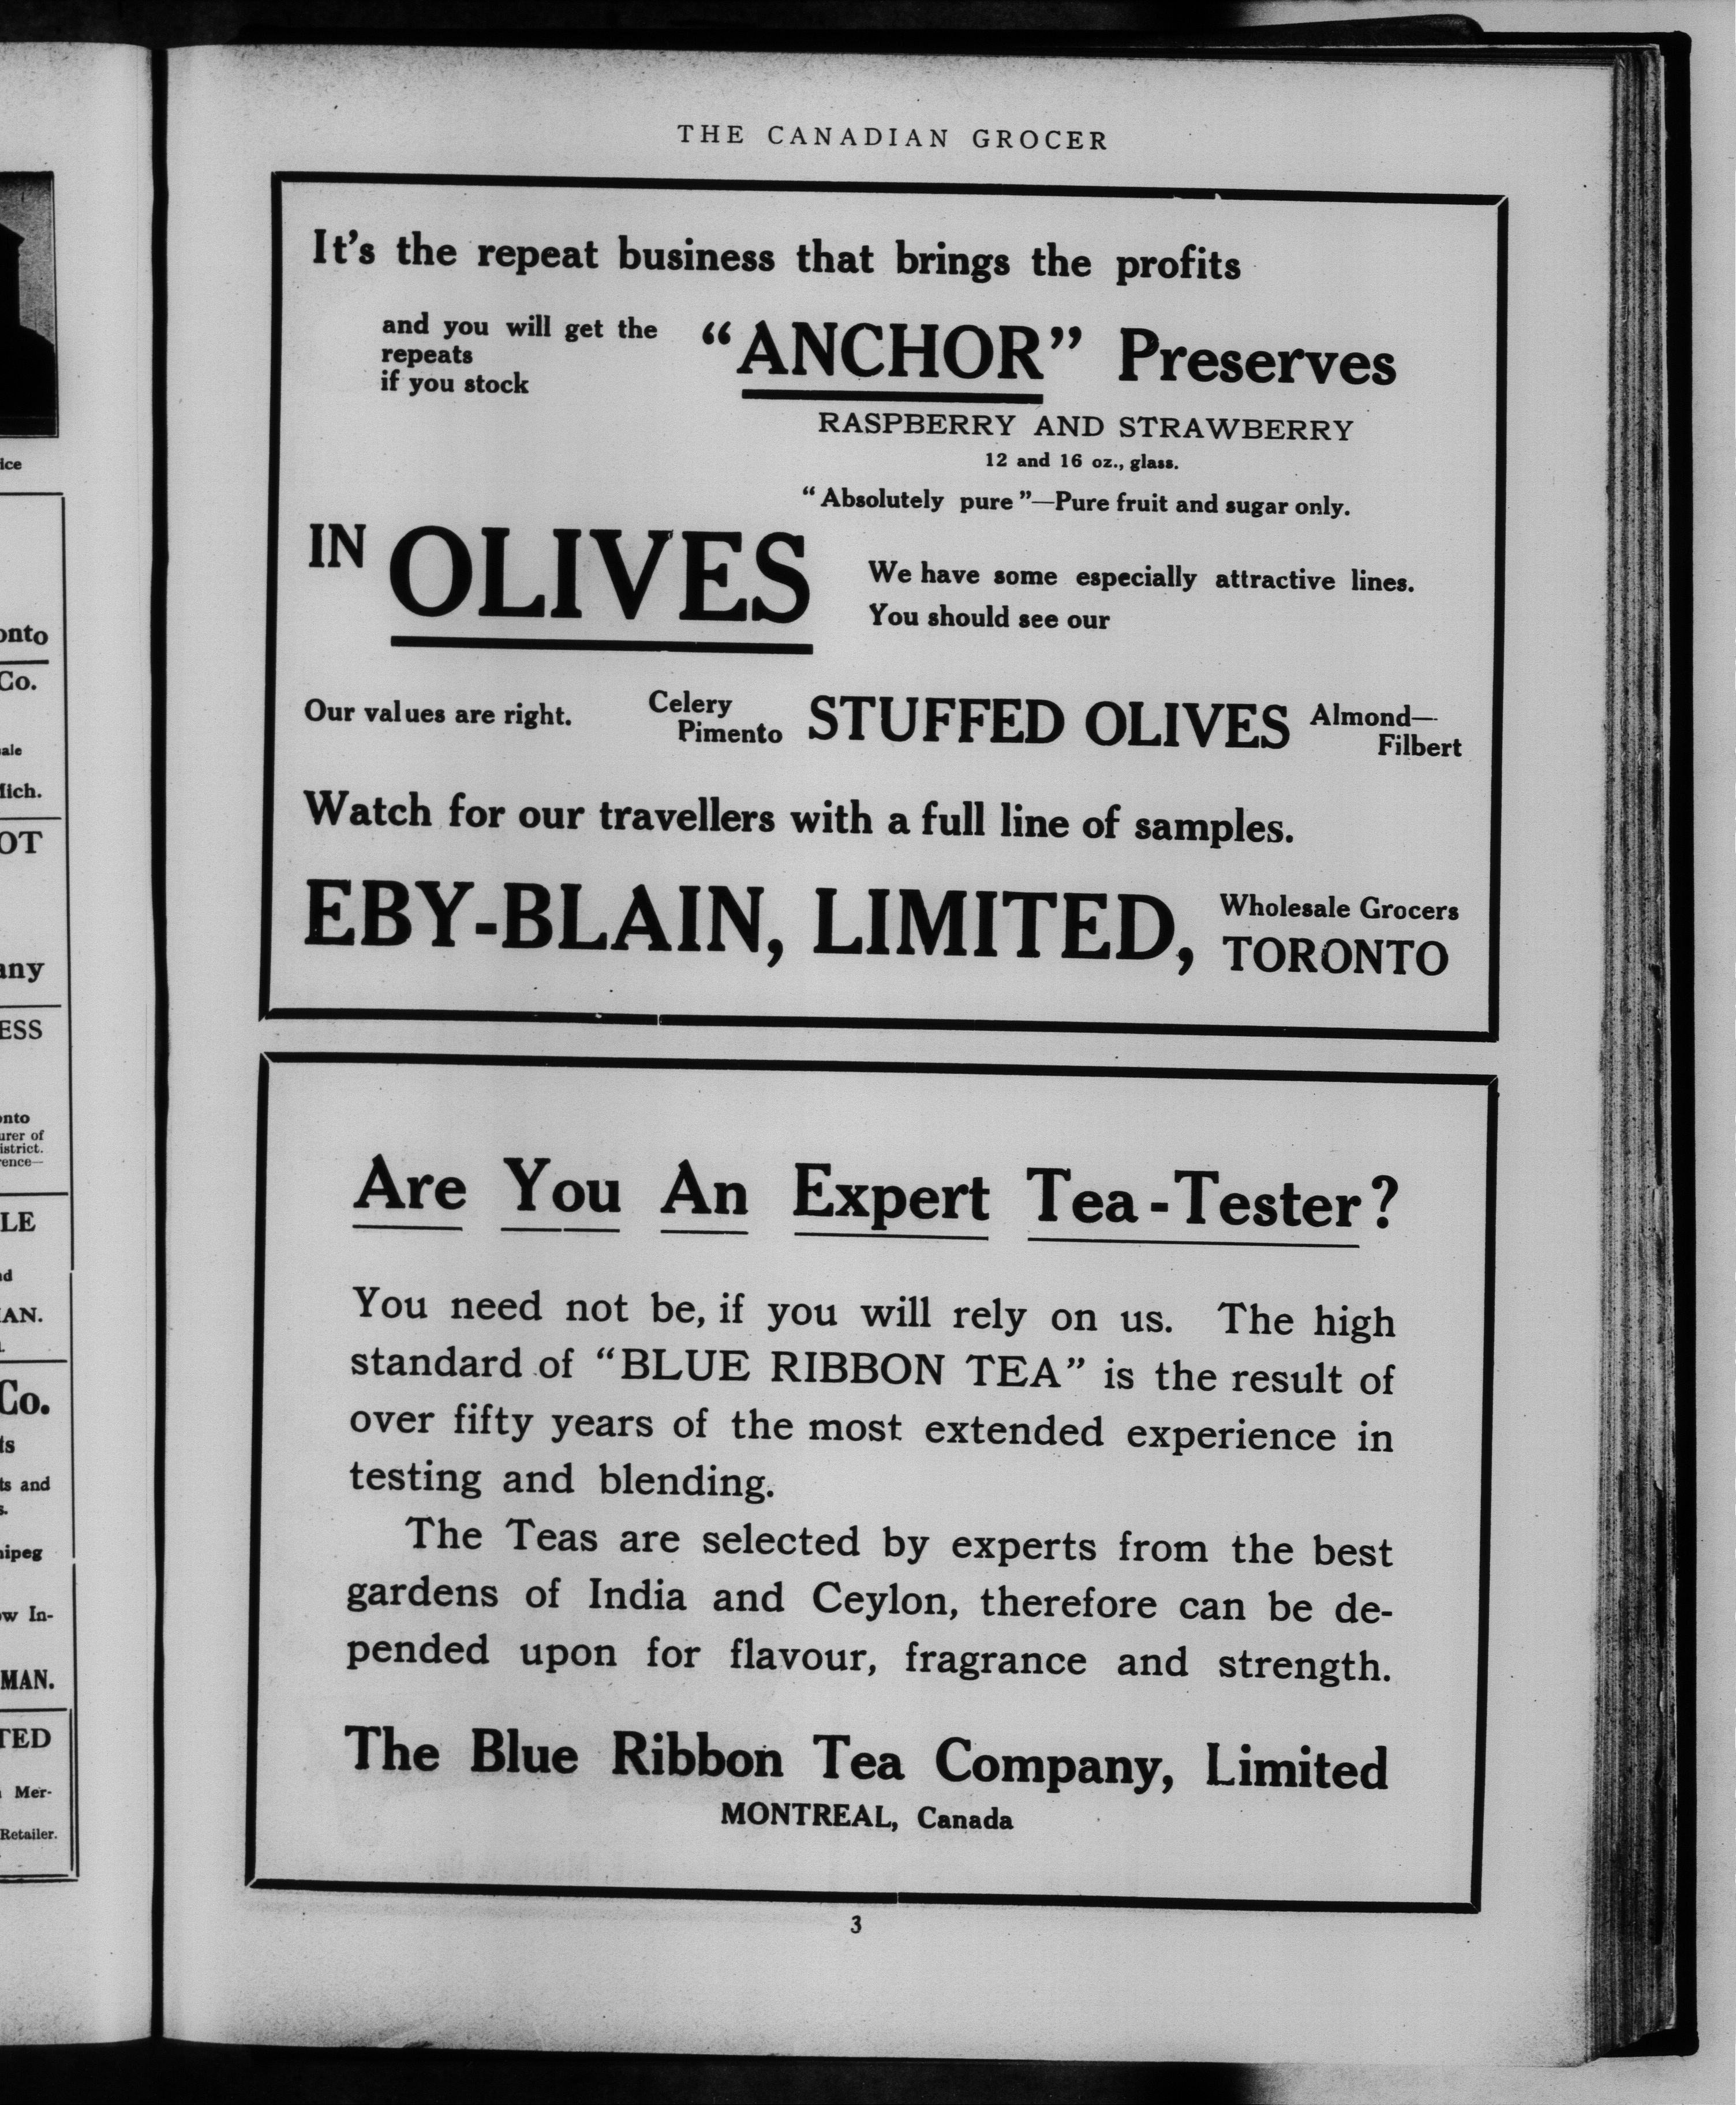 THE CANADIAN GROCER
It's the repeat business that brings the profits
and you will get the
repeats
if you stock
“ANCHOR” Preserves
RASPBERRY AND STRAWBERRY
12 and 16 oz., glass.
“Absolutely pure”—Pure fruit and sugar only.
IN OLIVES
We have some especially attractive lines.
You should see our
Our values are right.
Celery
Pimento
STUFFED OLIVES
Almond—
Filbert
Watch for our travellers with a full line of samples.
EBY-BLAIN, LIMITED,
Wholesale Grocers
TORONTO
Are You An Expert Tea-Tester?
You need not be, if you will rely on us. The high
standard of “BLUE RIBBON TEA” is the result of
over fifty years of the most extended experience in
testing and blending.
The Teas are selected by experts from the best
gardens of India and Ceylon, therefore can be de-
pended upon for flavour, fragrance and strength.
The Blue Ribbon Tea Company, Limited
MONTREAL, Canada
3